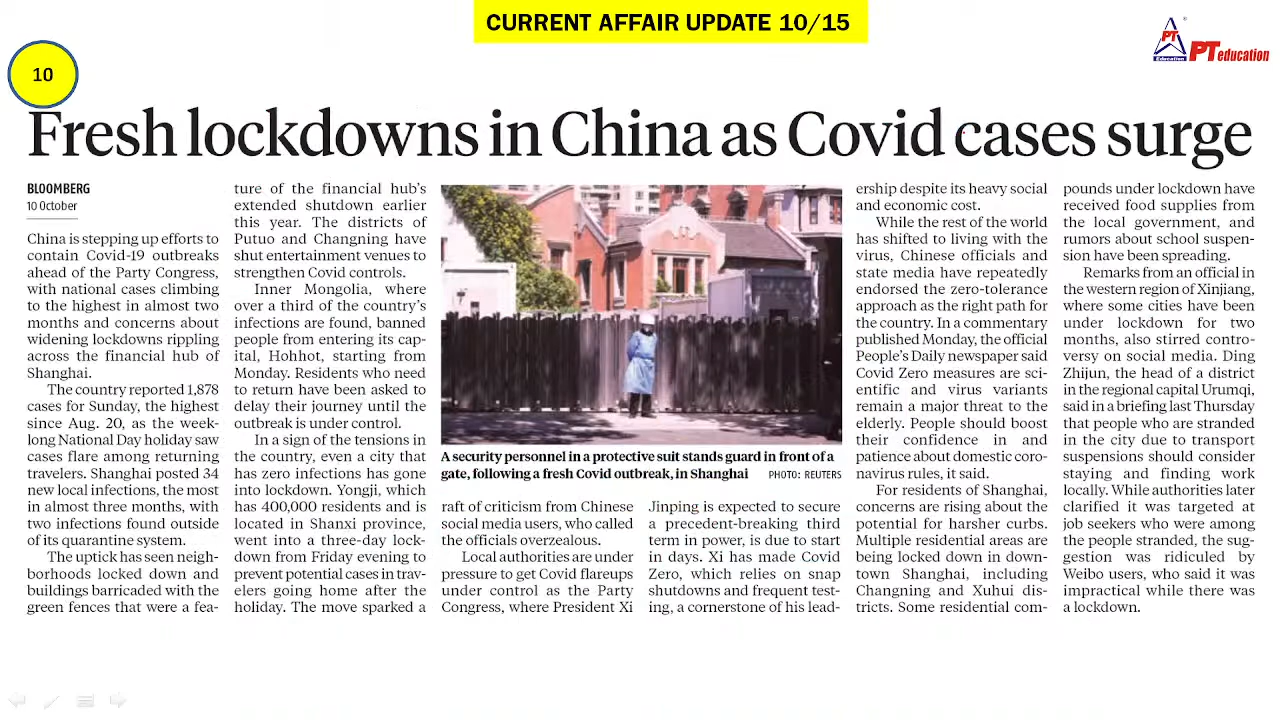 CURRENT AFFAIR UPDATE 10/15
PT
Education
PT education
10
Fresh lockdowns in China as Covid cases surge
BLOOMBERG
10 October
China is stepping up efforts to
contain Covid-19 outbreaks
ahead of the Party Congress,
with national cases climbing
to the highest in almost two
months and concerns about
widening lockdowns rippling
across the financial hub of
Shanghai.
The country reported 1,878
cases for Sunday, the highest
since Aug. 20, as the week-
long National Day holiday saw
cases flare among returning
travelers. Shanghai posted 34
new local infections, the most
in almost three months, with
two infections found outside
of its quarantine system.
The uptick has seen neigh-
borhoods locked down and
buildings barricaded with the
green fences that were a fea-
ture of the financial hub's
extended shutdown earlier
this year. The districts of
Putuo and Changning have
shut entertainment venues to
strengthen Covid controls.
Inner Mongolia, where
over a third of the country's
infections are found, banned
people from entering its cap-
ital, Hohhot, starting from
Monday. Residents who need
to return have been asked to
delay their journey until the
outbreak is under control.
In a sign of the tensions in
the country, even a city that
has zero infections has gone
into lockdown. Yongji, which
has 400,000 residents and is
located in Shanxi province,
went into a three-day lock-
down from Friday evening to
prevent potential cases in trav-
elers going home after the
holiday. The move sparked a
A security personnel in a protective suit stands guard in front of a
gate, following a fresh Covid outbreak, in Shanghai PHOTO: REUTERS
raft of criticism from Chinese
social media users, who called
the officials overzealous.
Local authorities are under
pressure to get Covid flareups
under control as the Party
Congress, where President Xi
Jinping is expected to secure
a precedent-breaking third
term in power, is due to start
in days. Xi has made Covid
Zero, which relies on snap
shutdowns and frequent test-
ing, a cornerstone of his lead-
ership despite its heavy social
and economic cost.
While the rest of the world
has shifted to living with the
virus, Chinese officials and
state media have repeatedly
endorsed the zero-tolerance
approach as the right path for
the country. In a commentary
published Monday, the official
People's Daily newspaper said
Covid Zero measures are sci-
entific and virus variants
remain a major threat to the
elderly. People should boost
their confidence in and
patience about domestic coro-
navirus rules, it said.
For residents of Shanghai,
concerns are rising about the
potential for harsher curbs.
Multiple residential areas are
being locked down in down-
town Shanghai, including
Changning and Xuhui dis-
tricts. Some residential com-
pounds under lockdown have
received food supplies from
the local government, and
rumors about school suspen-
sion have been spreading.
Remarks from an official in
the western region of Xinjiang,
where some cities have been
under lockdown for two
months, also stirred contro-
versy on social media. Ding
Zhijun, the head of a district
in the regional capital Urumqi,
said in a briefing last Thursday
that people who are stranded
in the city due to transport
suspensions should consider
staying and finding work
locally. While authorities later
clarified it was targeted at
job seekers who were among
the people stranded, the sug-
gestion was ridiculed by
Weibo users, who said it was
impractical while there was
a lockdown.